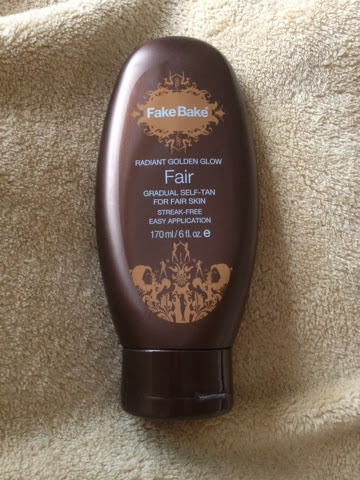 FakeBake
RADIANT GOLDEN GLOW
Fair
GRADUAL SELF-TAN
FOR FAIR SKIN
STREAK-FREE
EASY APPLICATION
170 ml/6 fl. oz. ℮